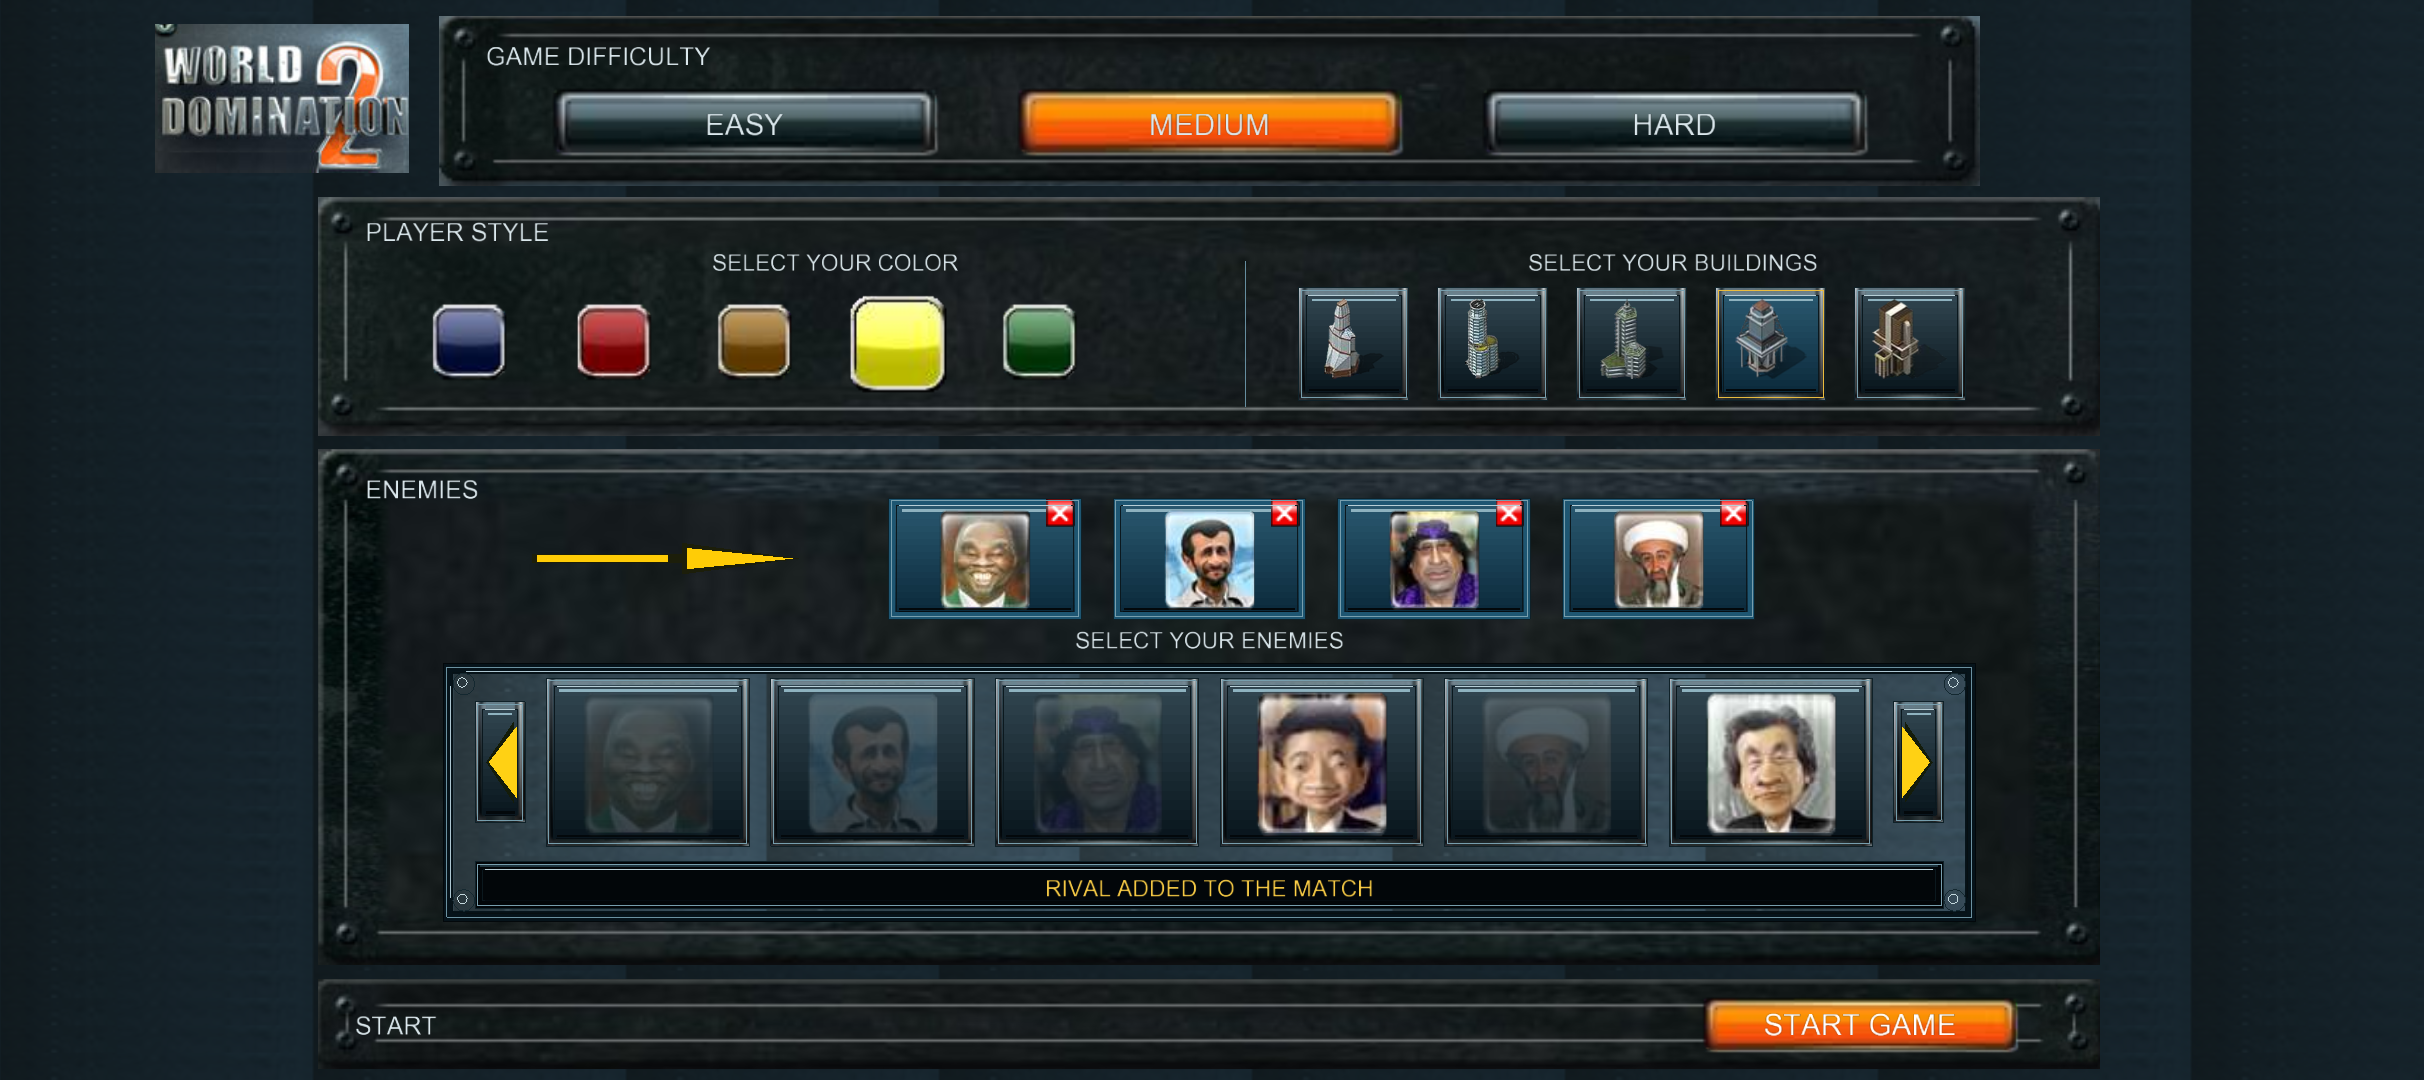 WORLD
DOMINATION
2
GAME DIFFICULTY
EASY
MEDIUM
HARD
PLAYER STYLE
SELECT YOUR COLOR
SELECT YOUR BUILDINGS
ENEMIES
SELECT YOUR ENEMIES
RIVAL ADDED TO THE MATCH
START
START GAME